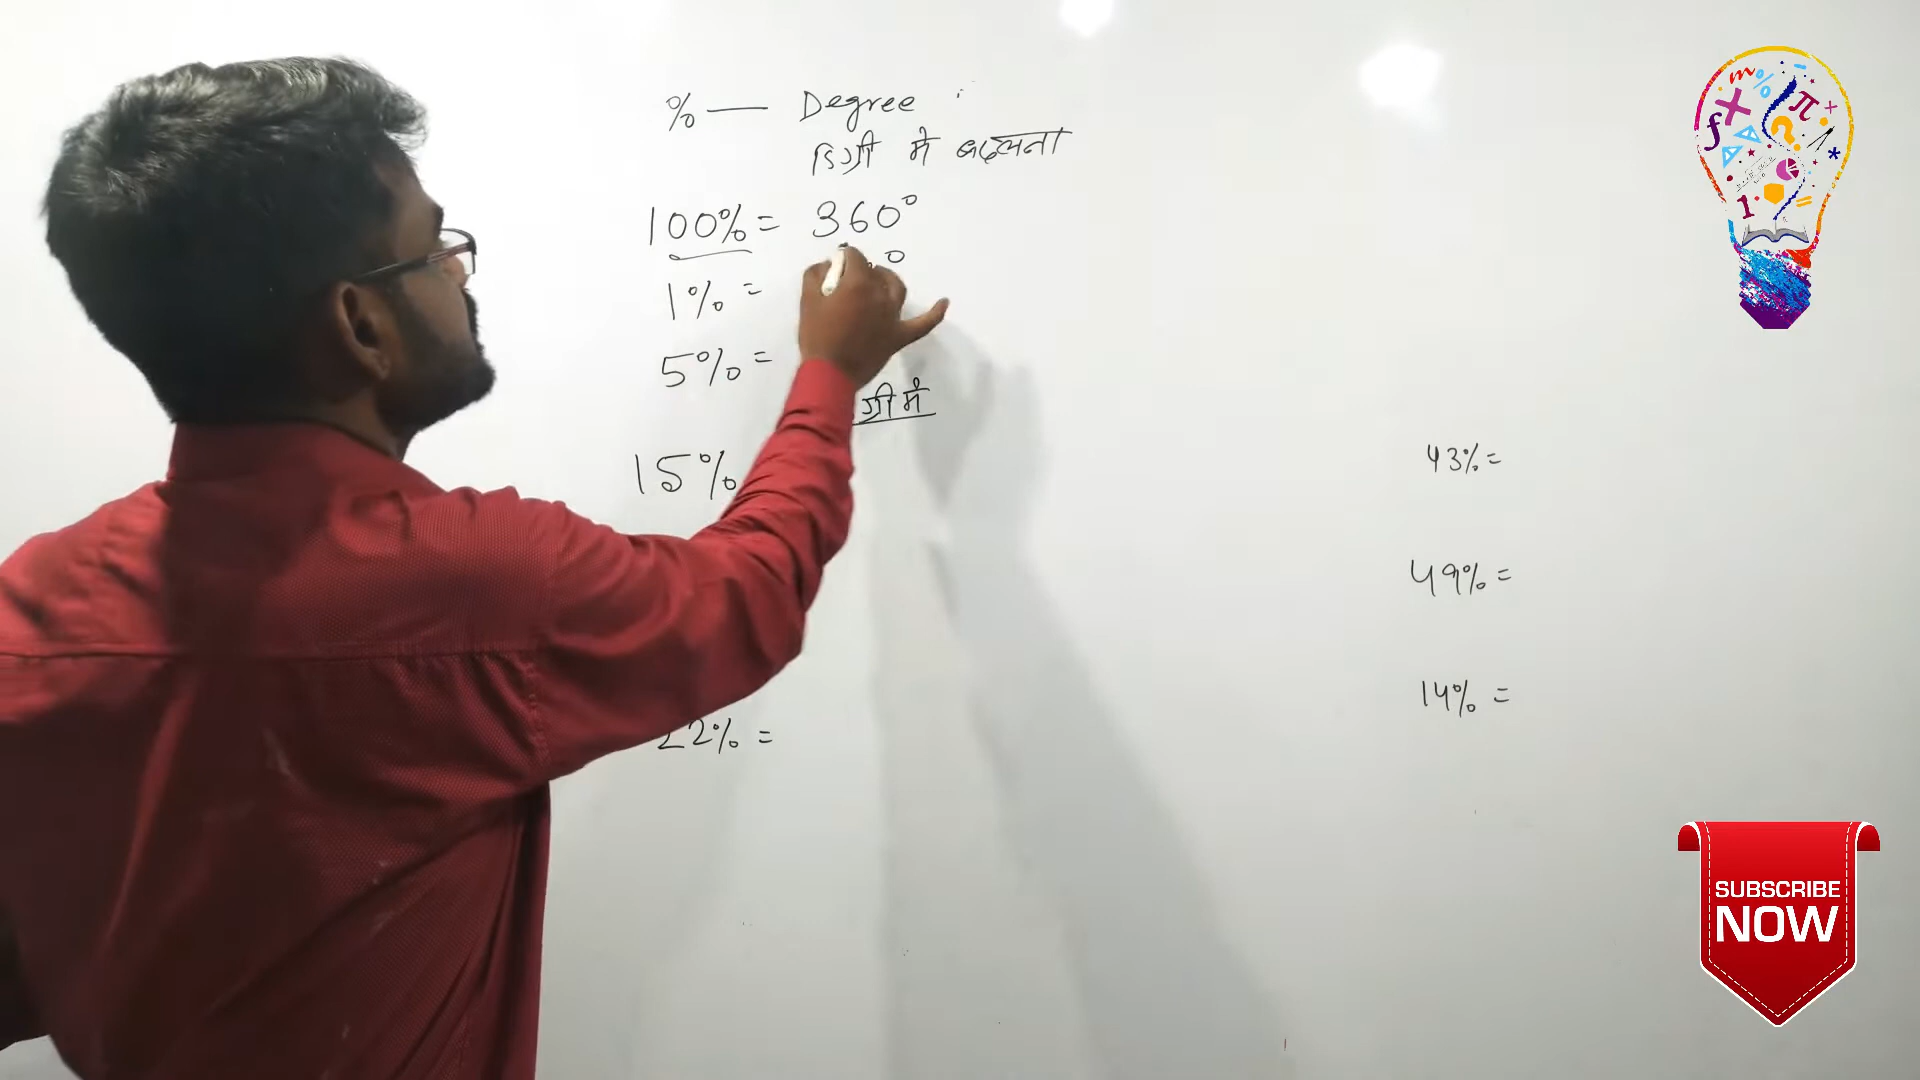 % — Degree
डिग्री में बदलना
100% = 360°
1% =
5% =
ग्री में
15%
22% =
43% =
49% =
14% =
SUBSCRIBE
NOW